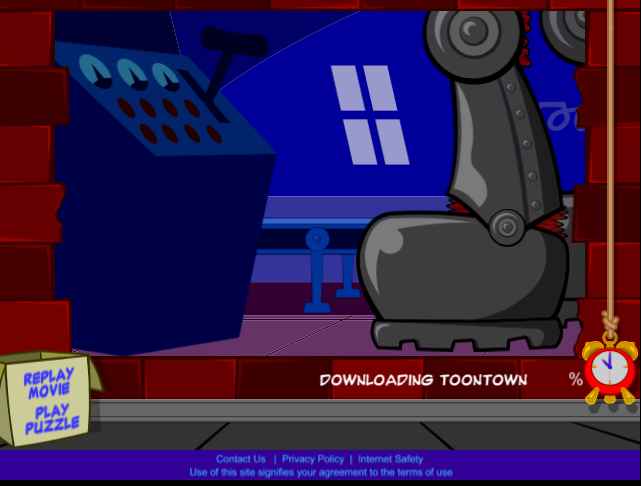 DOWNLOADING TOONTOWN %
REPLAY
MOVIE
PLAY
PUZZLE
Contact Us | Privacy Policy | Internet Safety
Use of this site signifies your agreement to the terms of use